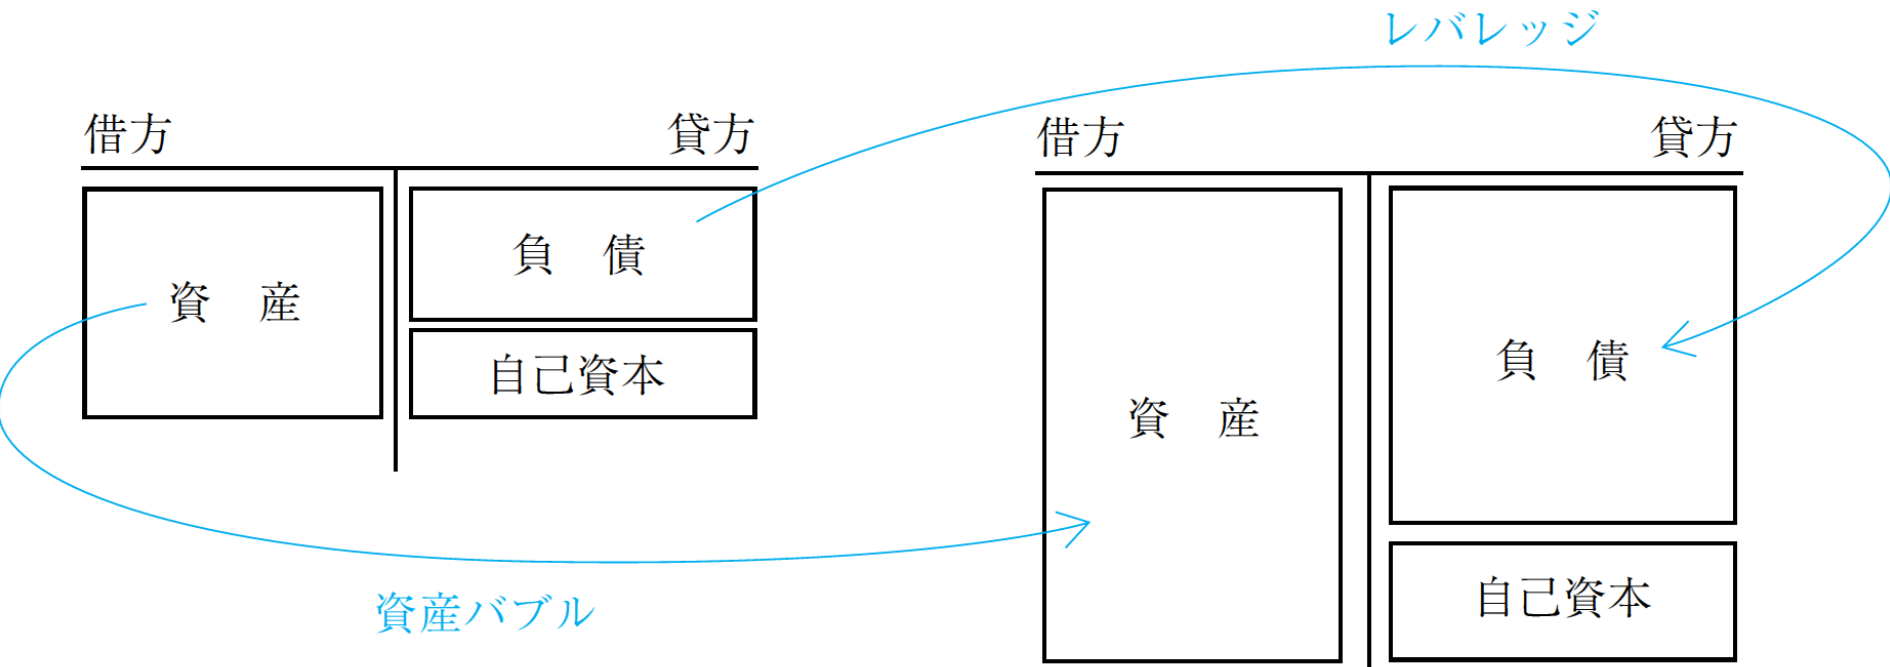 レバレッジ
借方 貸方
負 債
資 産
自己資本
借方 貸方
負 債
資 産
自己資本
資産バブル